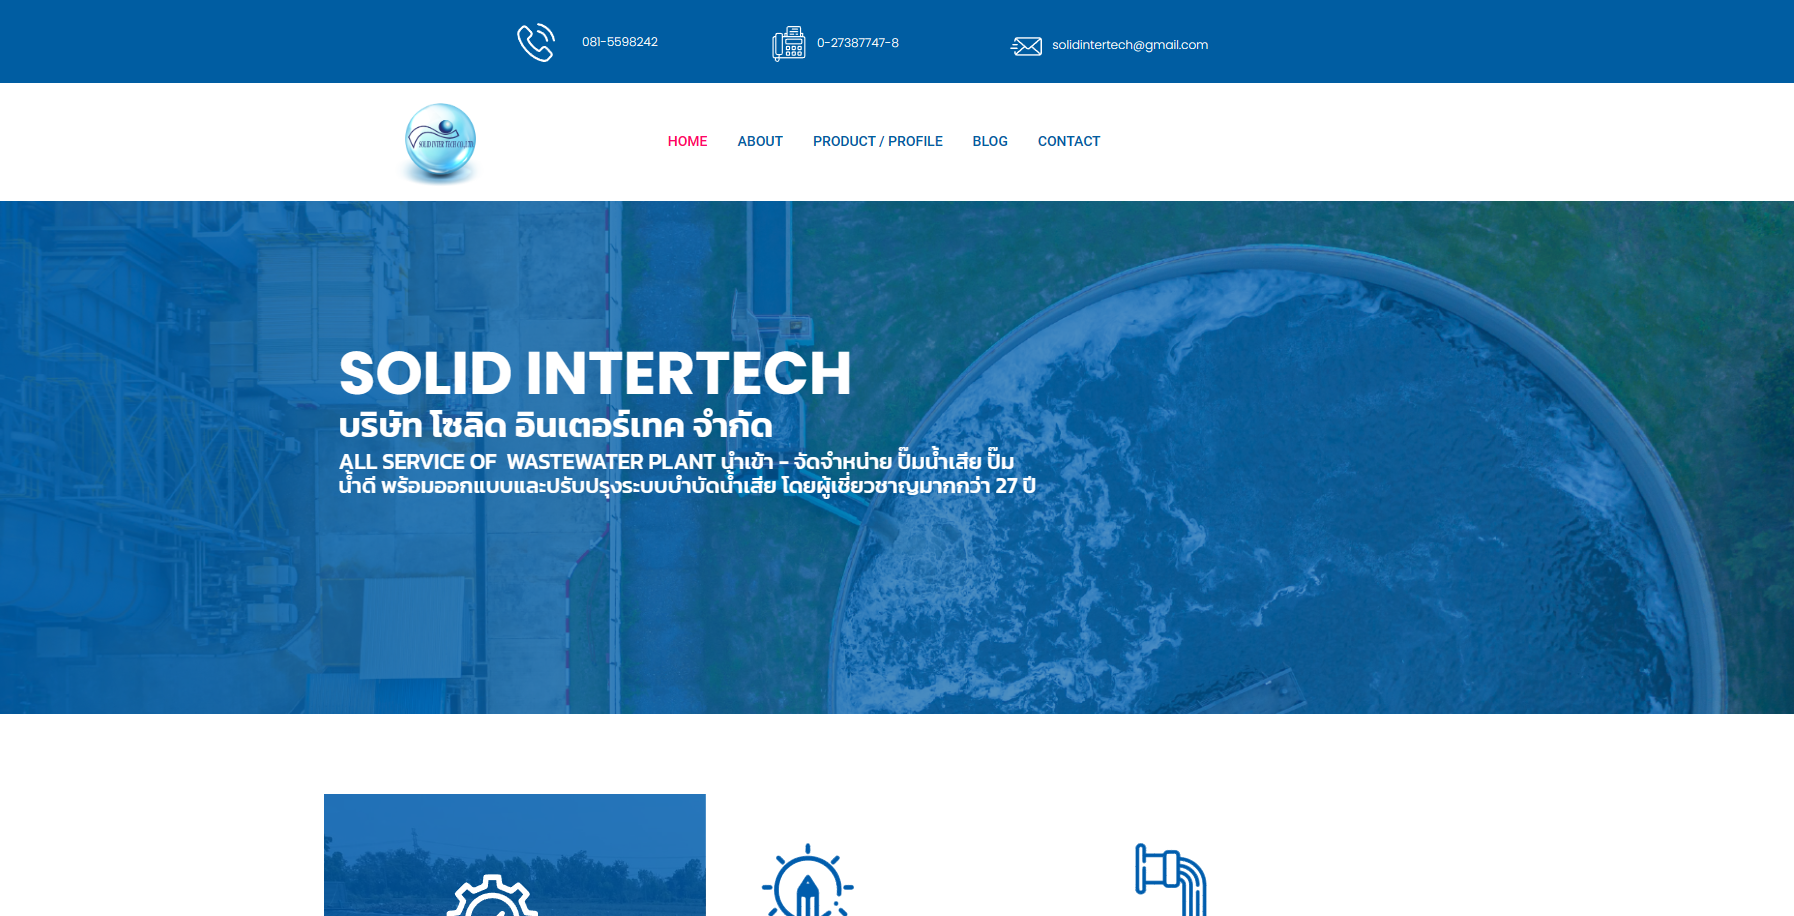 081-5598242
0-27387747-8
solidintertech@gmail.com
SOLID INTER TECH CO.,LTD.
HOME ABOUT PRODUCT / PROFILE BLOG CONTACT
SOLID INTERTECH
บริษัท โซลิด อินเตอร์เทค จำกัด
ALL SERVICE OF WASTEWATER PLANT นำเข้า - จัดจำหน่าย ปั๊มน้ำเสีย ปั๊ม
น้ำดี พร้อมออกแบบและปรับปรุงระบบบำบัดน้ำเสีย โดยผู้เชี่ยวชาญมากกว่า 27 ปี